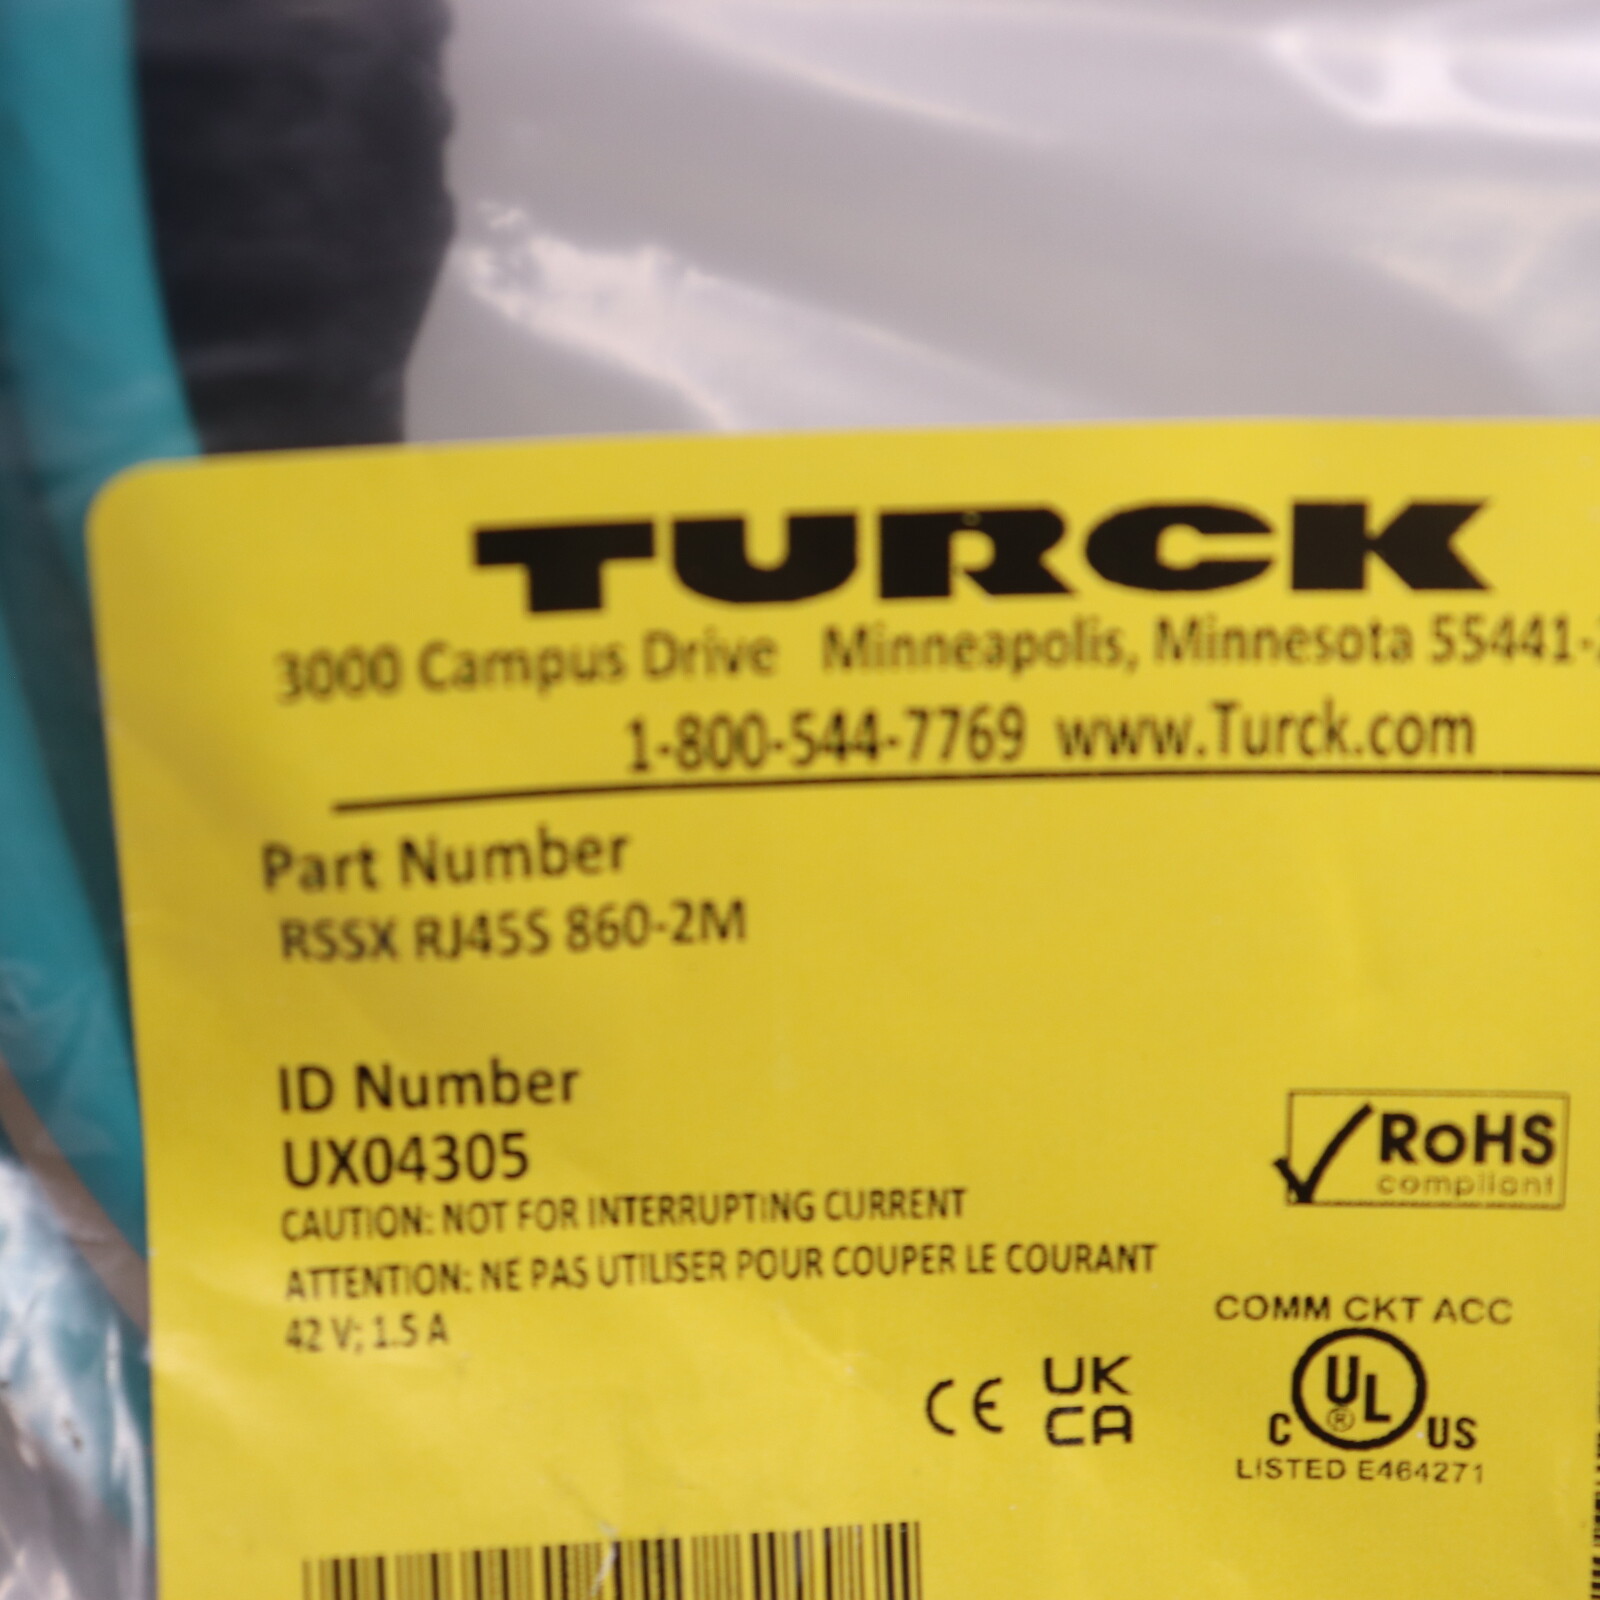 TURCK
3000 Campus Drive Minneapolis, Minnesota 55441-
1-800-544-7769 www.Turck.com
Part Number
RSSX RJ45S 860-2M
ID Number
UX04305
CAUTION: NOT FOR INTERRUPTING CURRENT
ATTENTION: NE PAS UTILISER POUR COUPER LE COURANT
42 V; 1.5 A
RoHS
compliant
COMM CKT ACC
CE
UK
CA
C UL ® US
LISTED E464271